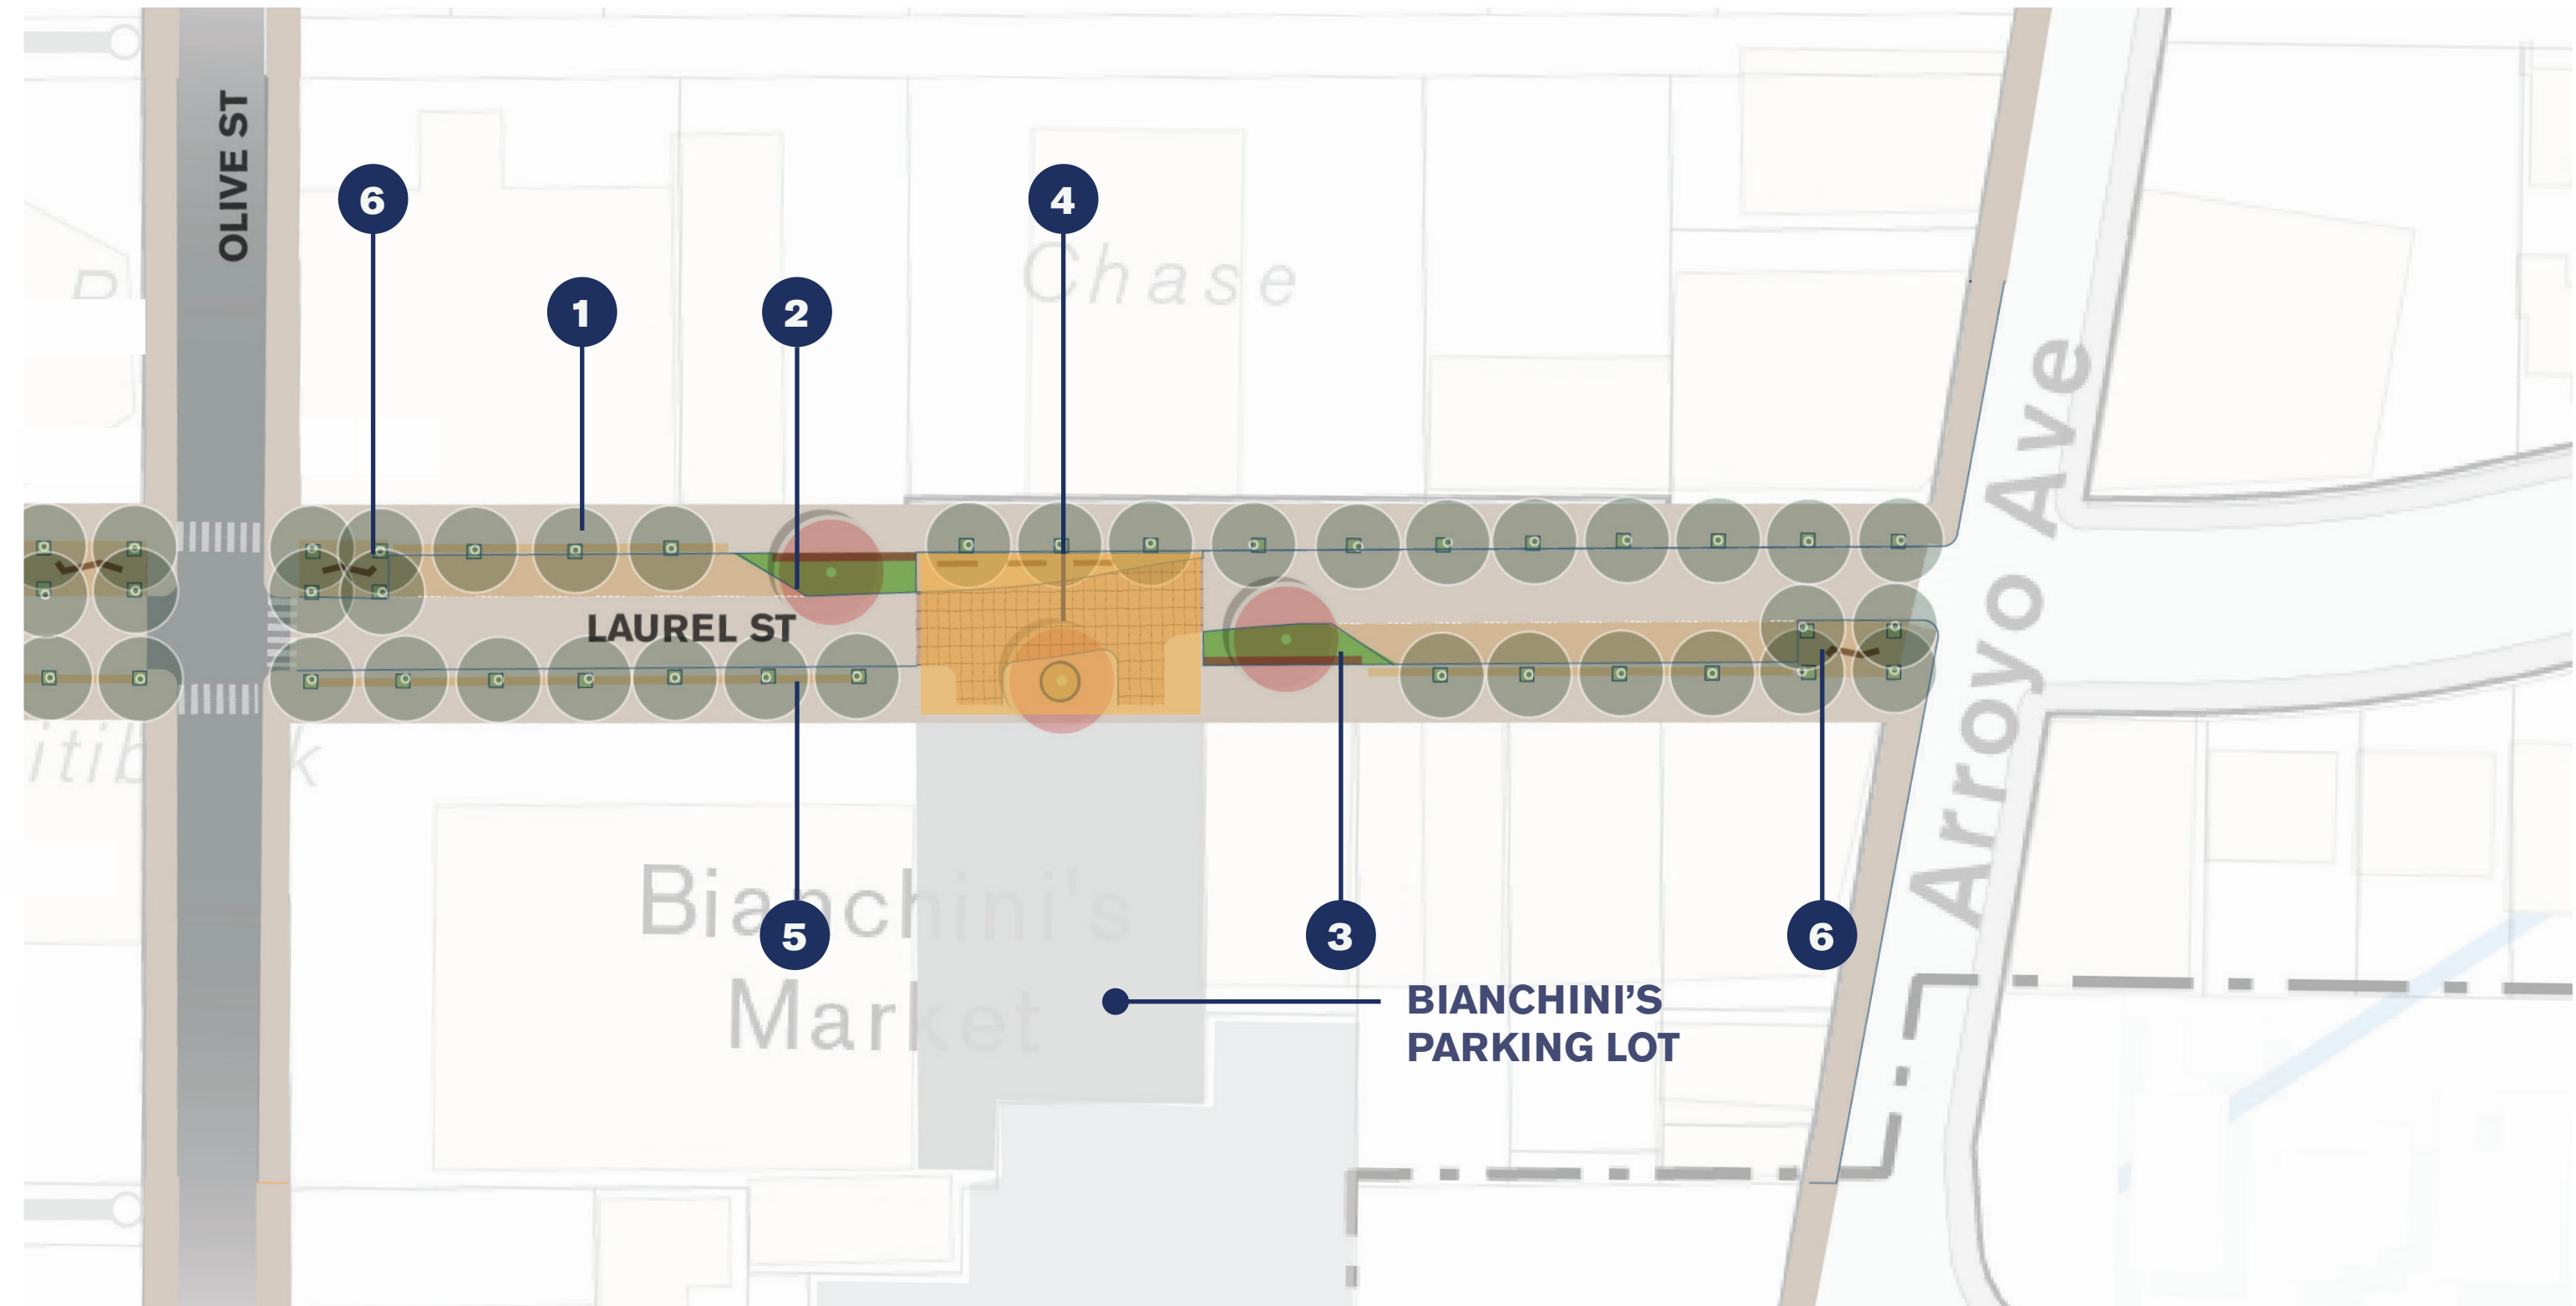 OLIVE ST
6
4
1
2
Chase
LAUREL ST
Arroyo Ave
Bianchini's
Market
5
3
6
BIANCHINI’S
PARKING LOT